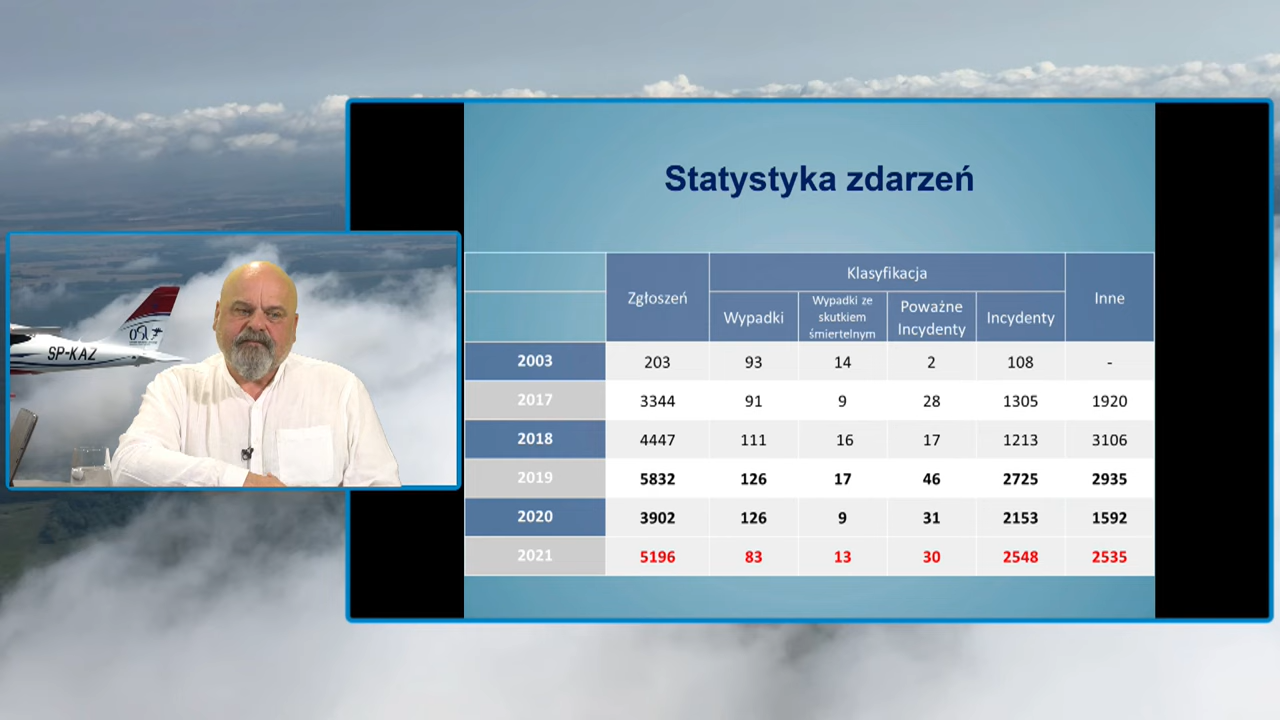 Statystyka zdarzeń
Zgłoszeń
Klasyfikacja
Inne
Wypadki
Wypadki ze
skutkiem
śmiertelnym
Poważne
Incydenty
Incydenty
2003 203 93 14 2 108 -
2017 3344 91 9 28 1305 1920
2018 4447 111 16 17 1213 3106
2019 5832 126 17 46 2725 2935
2020 3902 126 9 31 2153 1592
2021 5196 83 13 30 2548 2535
SP-KAZ